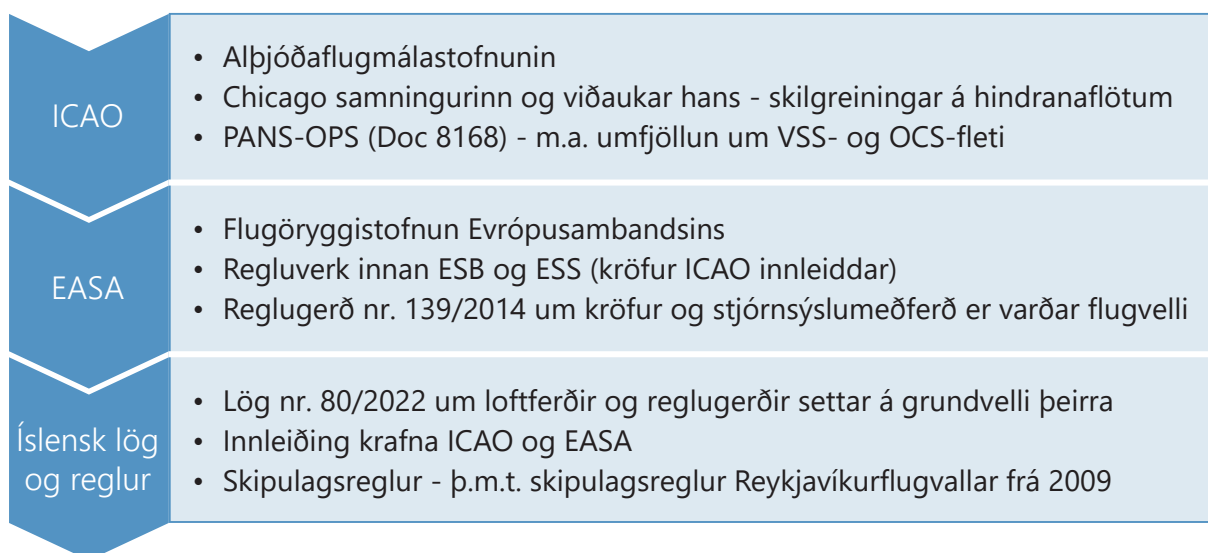 ICAO
• Alþjóðaflugmálastofnunin
• Chicago samningurinn og viðaukar hans - skilgreiningar á hindranaflötum
• PANS-OPS (Doc 8168) - m.a. umfjöllun um VSS- og OCS-fleti
EASA
• Flugöryggistofnun Evrópusambandsins
• Regluverk innan ESB og ESS (kröfur ICAO innleiddar)
• Reglugerð nr. 139/2014 um kröfur og stjórnsýslumeðferð er varðar flugvelli
Íslensk lög
og reglur
• Lög nr. 80/2022 um loftferðir og reglugerðir settar á grundvelli þeirra
• Innleiðing krafna ICAO og EASA
• Skipulagsreglur - þ.m.t. skipulagsreglur Reykjavíkurflugvallar frá 2009